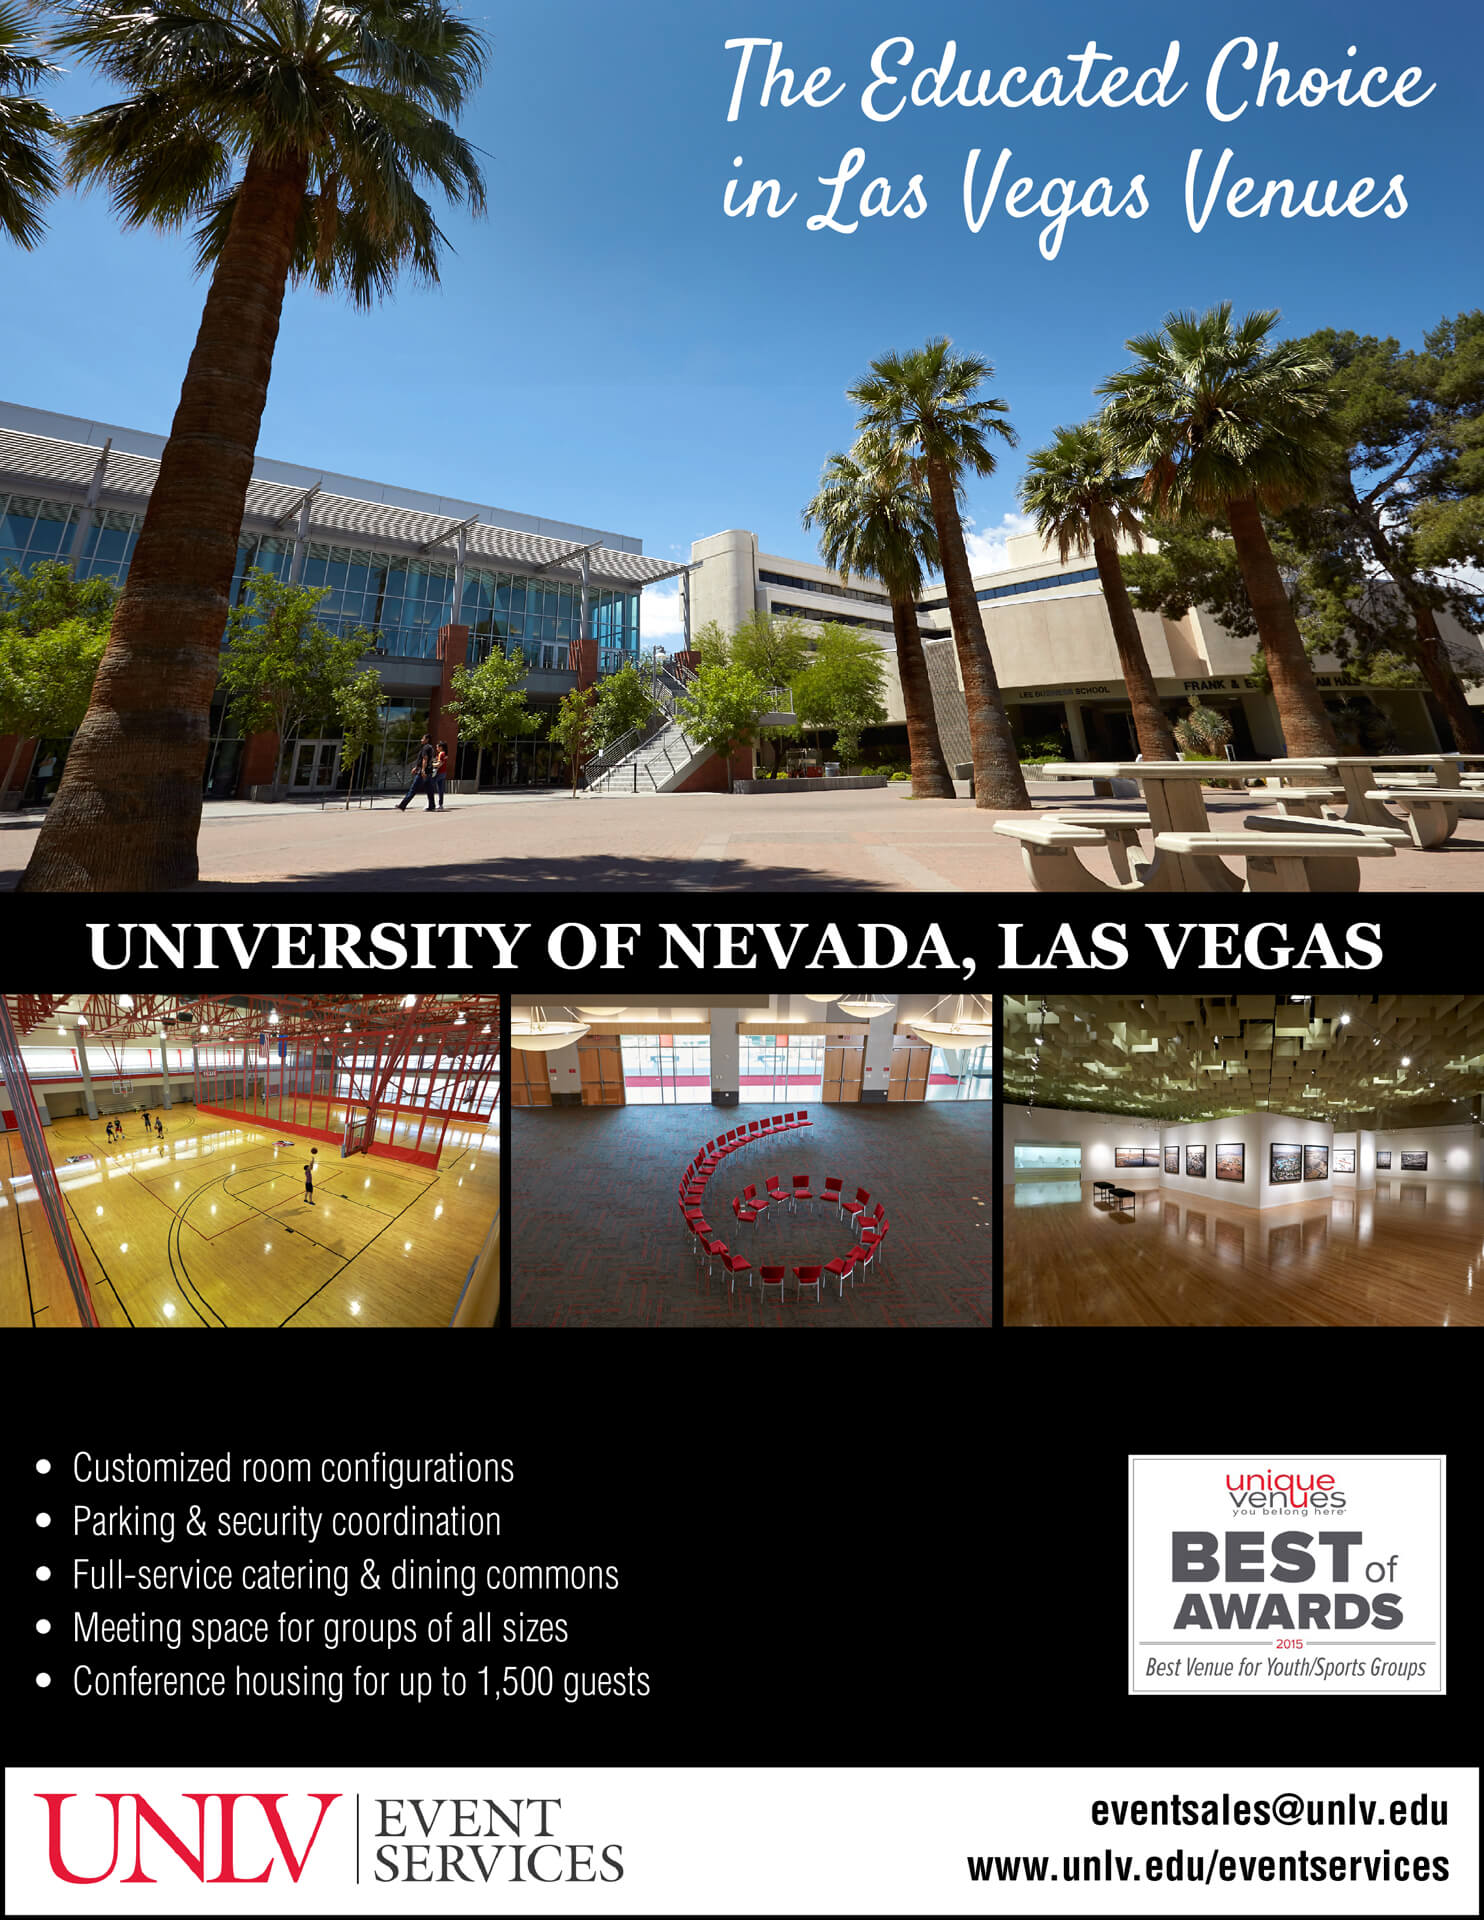 The Educated Choice
in Las Vegas Venues
LEE BUSINESS SCHOOL
FRANK & E
AM HAL
UNIVERSITY OF NEVADA, LAS VEGAS
• Customized room configurations
• Parking & security coordination
• Full-service catering & dining commons
• Meeting space for groups of all sizes
• Conference housing for up to 1,500 guests
unique
venues
you belong here
BEST of
AWARDS
2015
Best Venue for Youth/Sports Groups
UNLV
EVENT
SERVICES
eventsales@unlv.edu
www.unlv.edu/eventservices